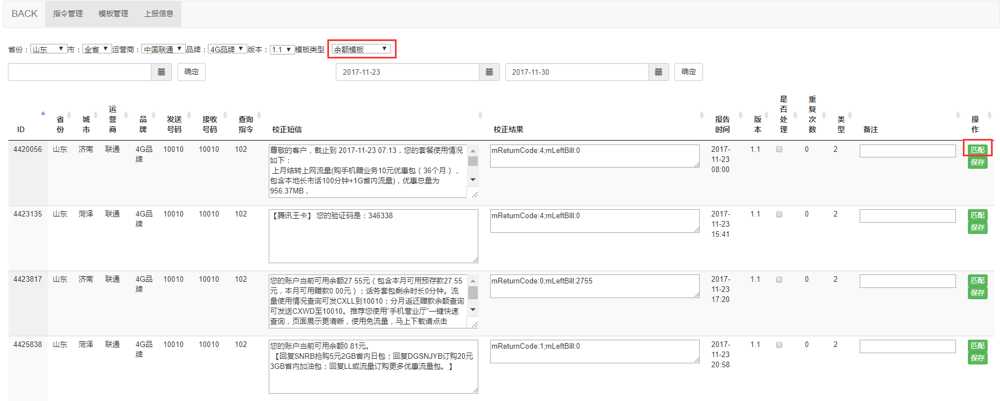 BACK 指令管理 模板管理 上报信息
省份：山东 市：全省 运营商：中国联通 品牌：4G品牌 版本：1.1 模板类型 余额模板
确定 2017-11-23 2017-11-30 确定
ID 省份 城市 运营商 品牌 发送号码 接收号码 查询指令 校正短信 校正结果 报告时间 版本 是否处理 重复次数 类型 备注 操作
4420056 山东 济南 联通 4G品牌 10010 10010 102
尊敬的客户，截止到 2017-11-23 07:13，您的套餐使用情况
如下：
上月结转上网流量(购手机赠业务10元优惠包（36个月），
包含本地长市话100分钟+1G省内流量)，优惠总量为
956.37MB，
mReturnCode:4;mLeftBill:0
2017-11-23 08:00 1.1 0 2 匹配
保存
4423135 山东 菏泽 联通 4G品牌 10010 10010 102
【腾讯王卡】 您的验证码是：346338
mReturnCode:4;mLeftBill:0
2017-11-23 15:41 1.1 0 2 匹配
保存
4423817 山东 济南 联通 4G品牌 10010 10010 102
您的账户当前可用余额27.55元（包含本月可用预存款27.55
元，本月可用赠款0.00元）；话务套包剩余时长0分钟。流
量使用情况查询可发CXLL到10010；分月返还赠款余额查询
可发送CXWD至10010。推荐您使用“手机营业厅”一键快速
查询，页面展示更清晰，使用免流量，马上下载请点击
mReturnCode:0;mLeftBill:2755
2017-11-23 17:20 1.1 0 2 匹配
保存
4425838 山东 菏泽 联通 4G品牌 10010 10010 102
您的账户当前可用余额0.81元。
【回复SNRB抢购5元2GB省内日包；回复DGSNJYB订购20元
3GB省内加油包；回复LL或流量订购更多优惠流量包。】
mReturnCode:1;mLeftBill:0
2017-11-23 20:58 1.1 0 2 匹配
保存